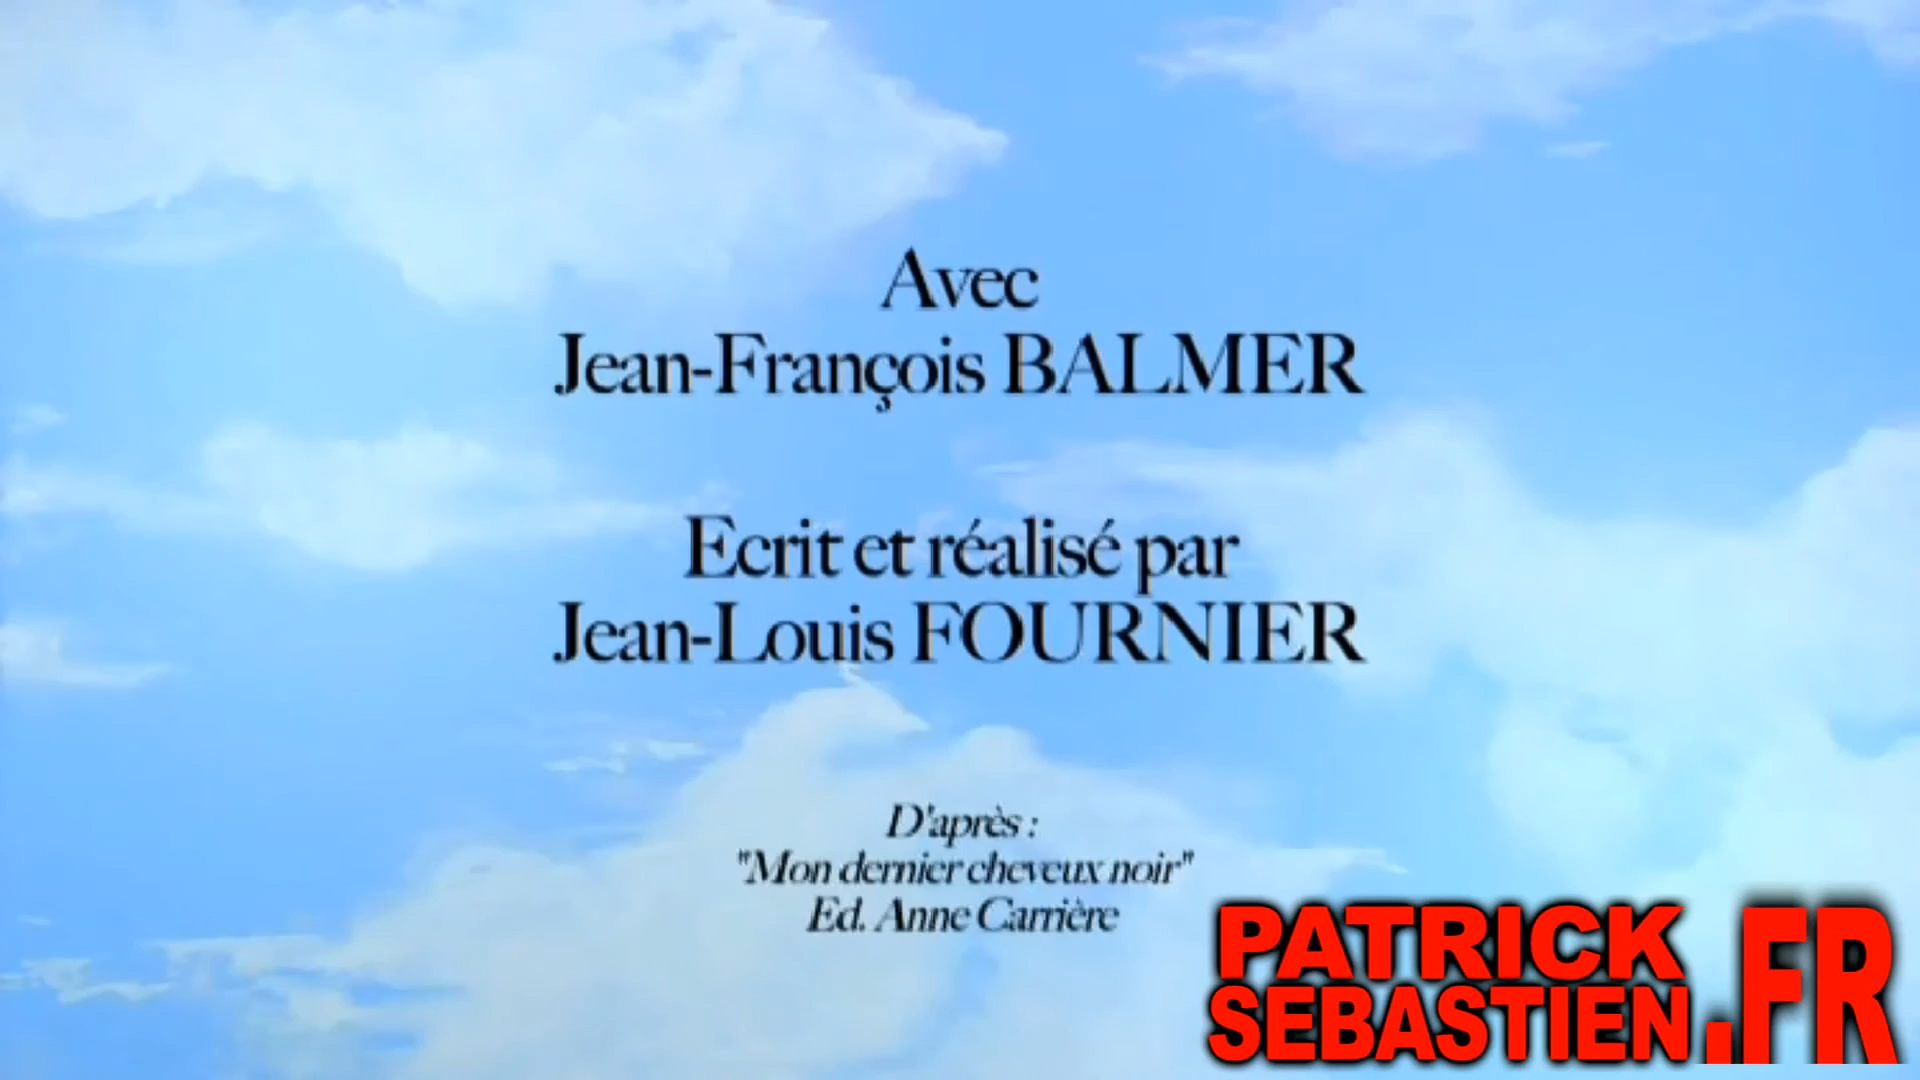 Avec
Jean-François BALMER
Ecrit et réalisé par
Jean-Louis FOURNIER
D'après :
"Mon dernier cheveux noir"
Ed. Anne Carrière
PATRICK
SEBASTIEN.FR